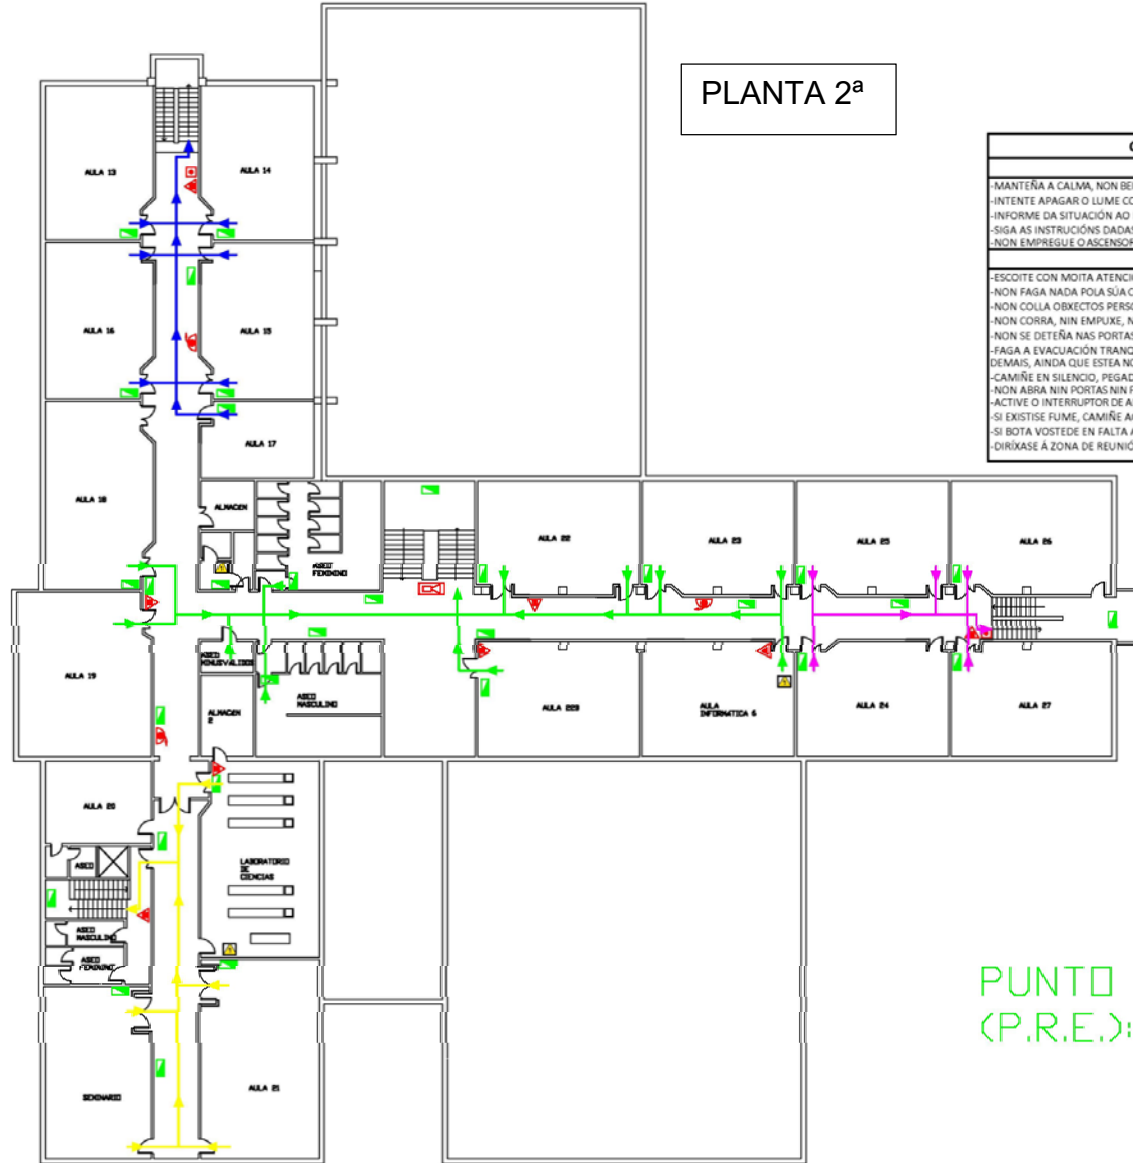 PLANTA 2ª
-MANTEÑA A CALMA, NON
-INTENTE APAGAR O LUME
-INFORME DA SITUACIÓN AO
-SIGA AS INSTRUCIÓNS DADAS
-NON EMPREGUE O ASCENSOR
-ESCOITE CON MOITA
-NON FAGA NADA POLA SÚA
-NON COLLA OBXECTOS
-NON CORRA, NIN EMPUXE,
-NON SE DETEÑA NAS PORTAS
-FAGA A EVACUACIÓN
DEMAIS, AINDA QUE ESTEA
-CAMIÑE EN SILENCIO,
-NON ABRA NIN PORTAS NIN
-ACTIVE O INTERRUPTOR DE
-SI EXISTISE FUME, CAMIÑE
-SI BOTA VOSTEDE EN FALTA
-DIRÍXASE Á ZONA DE
AULA 13
AULA 14
AULA 16
AULA 15
AULA 17
AULA 18
ALMACEN
ASEO
FEMININO
AULA 22
AULA 23
AULA 25
AULA 26
AULA 19
ASEO
MINUSVALIDOS
ALMACEN
2
ASEO
MASCULINO
AULA 22B
AULA
INFORMATICA 6
AULA 24
AULA 27
AULA 20
ASEO
LABORATORIO
DE
CIENCIAS
ASEO
MASCULINO
ASEO
FEMININO
SEMINARIO
AULA 21
PUNTO
(P.R.E.):